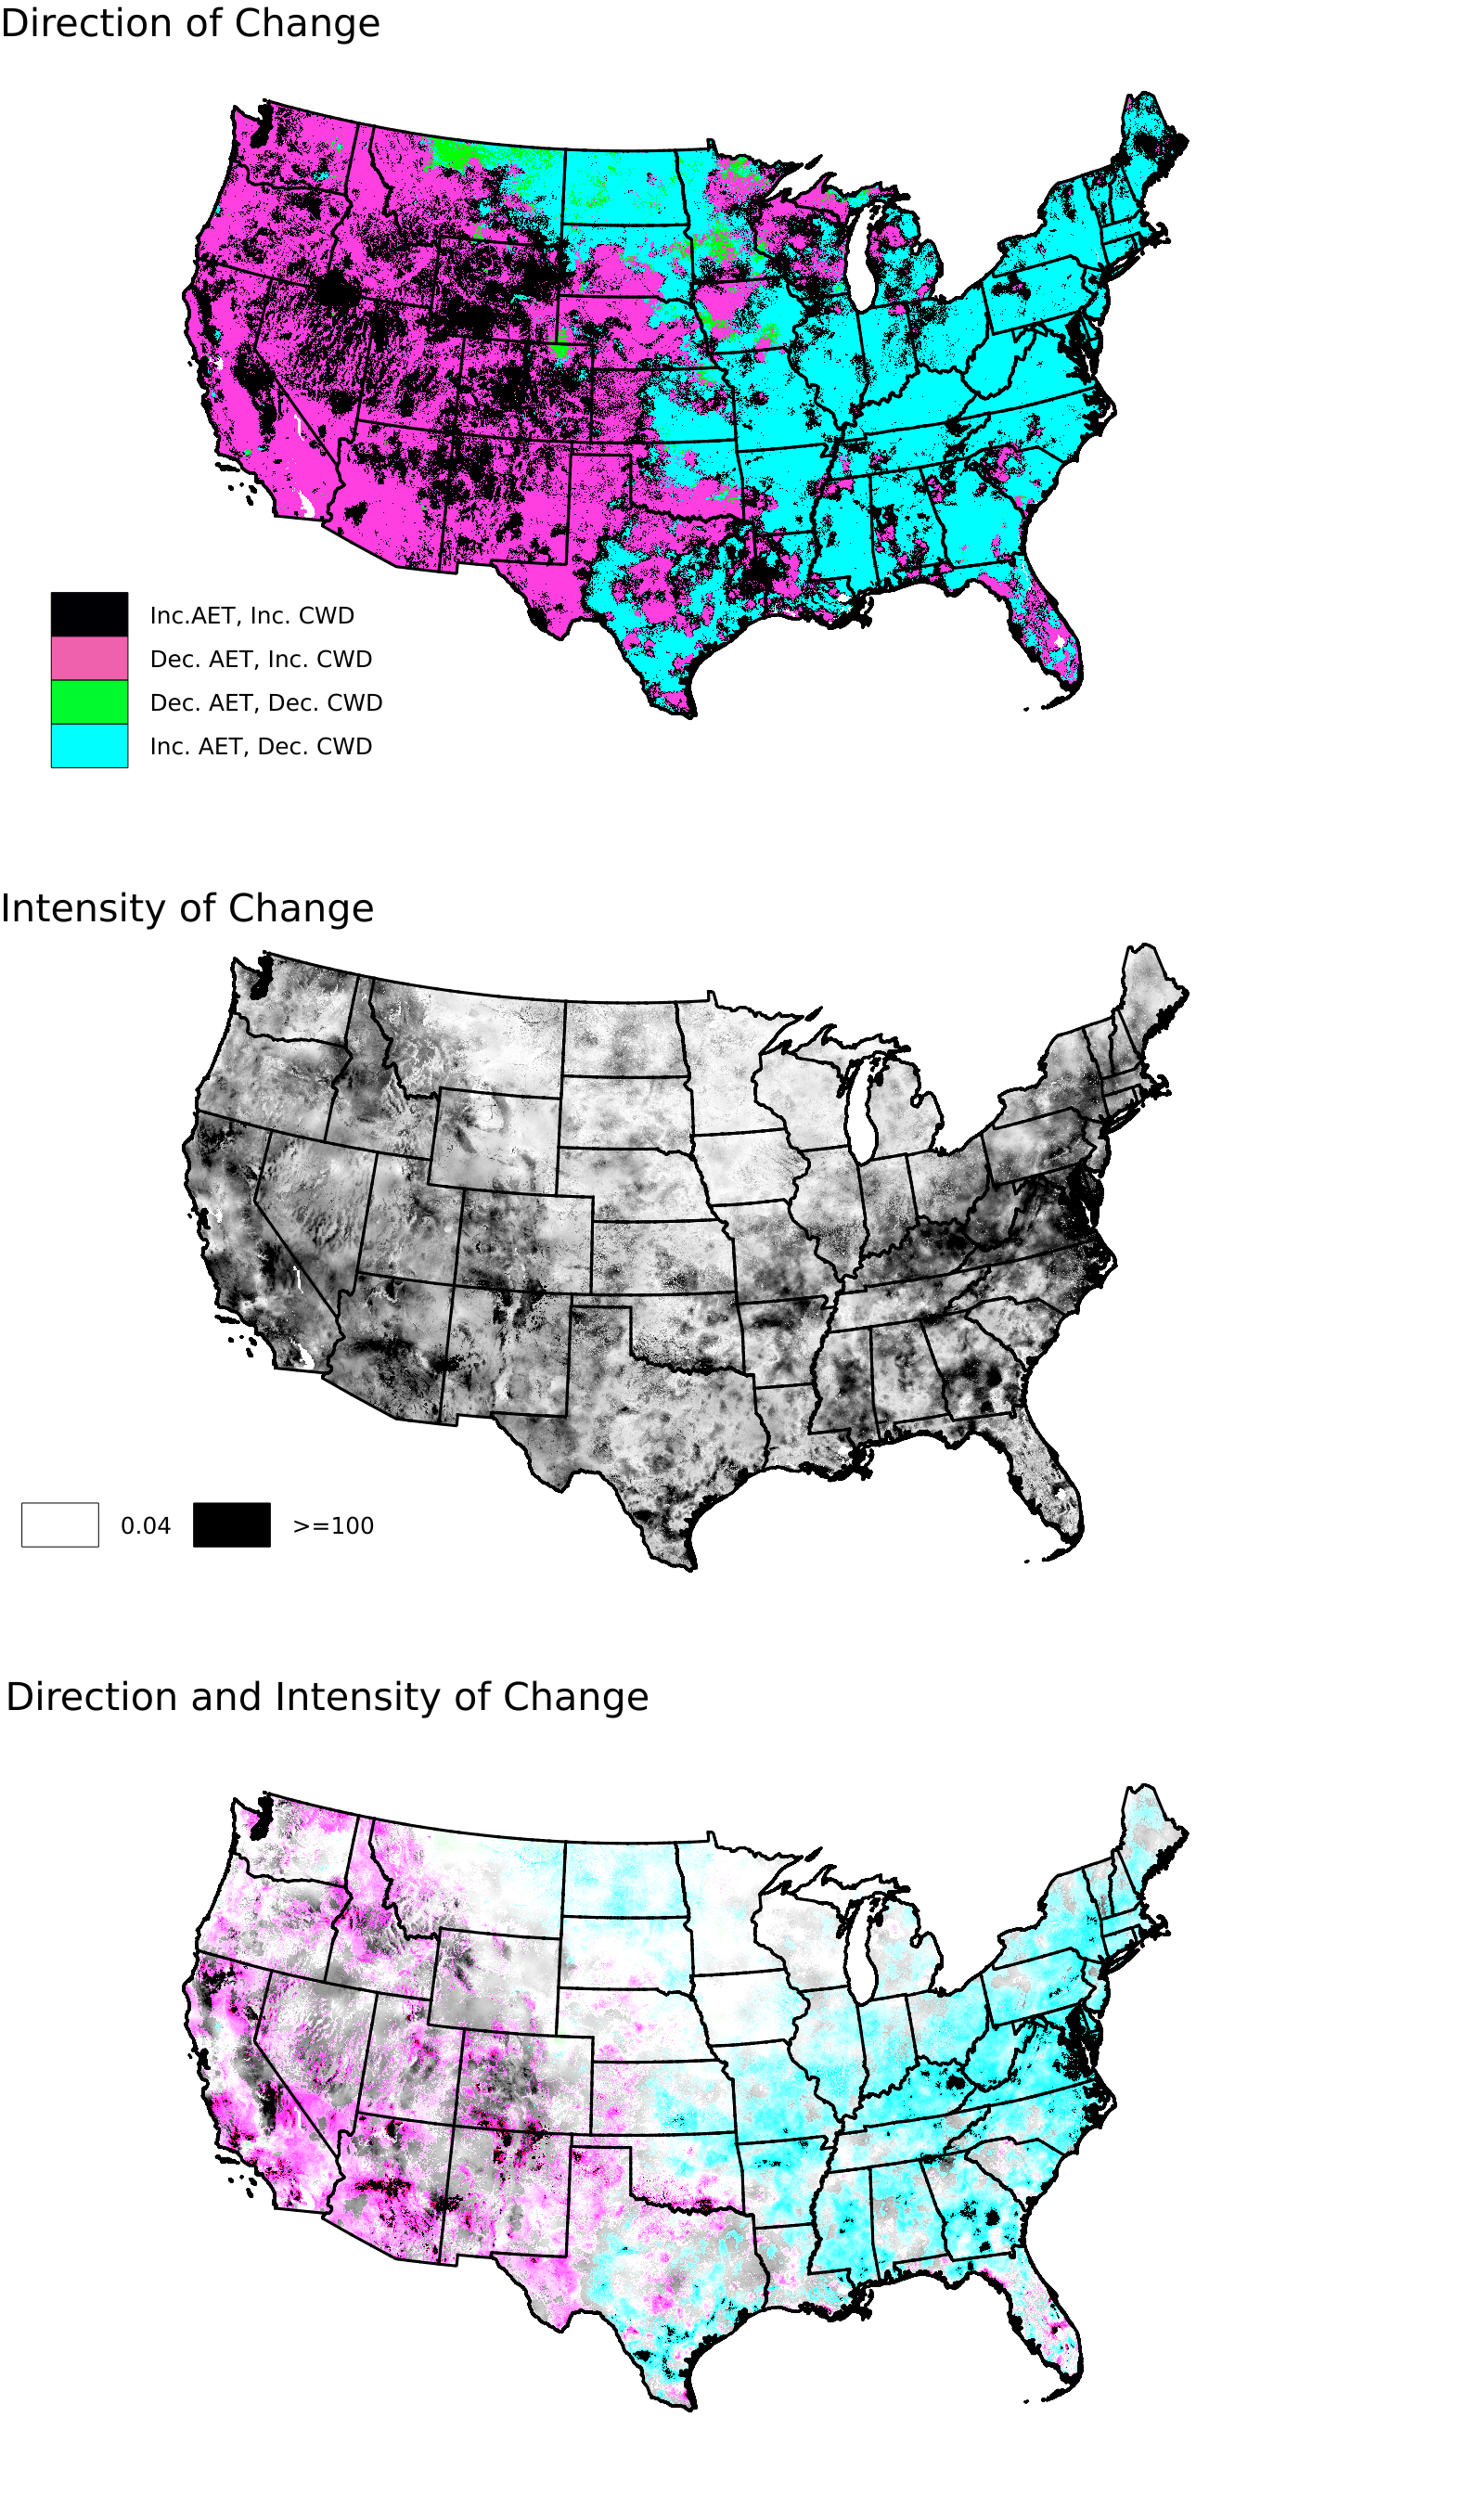 Direction of Change
Inc.AET, Inc. CWD
Dec. AET, Inc. CWD
Dec. AET, Dec. CWD
Inc. AET, Dec. CWD
Intensity of Change
0.04 >=100
Direction and Intensity of Change